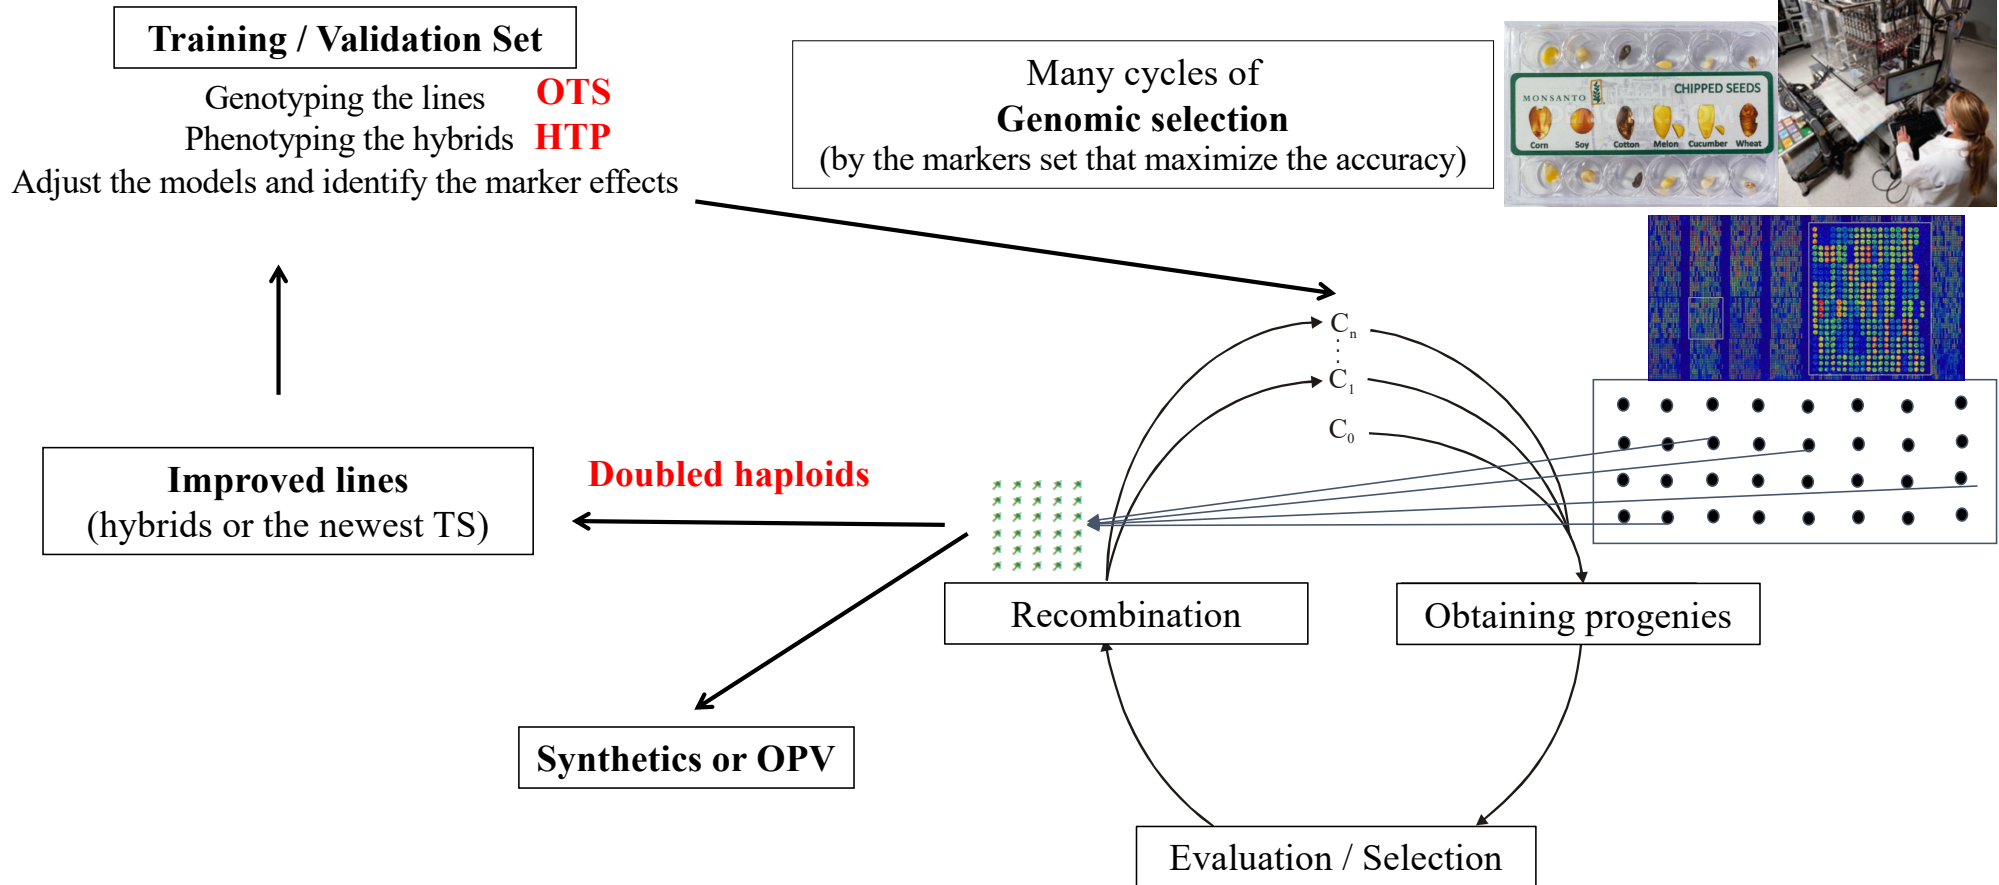 Training / Validation Set
Genotyping the lines OTS
Phenotyping the hybrids HTP
Adjust the models and identify the marker effects
Many cycles of
Genomic selection
(by the markers set that maximize the accuracy)
MONSANTO
CHIPPED SEEDS
Corn Soy Cotton Melon Cucumber Wheat
Cn
C1
C0
Improved lines
(hybrids or the newest TS)
Doubled haploids
Recombination
Obtaining progenies
Synthetics or OPV
Evaluation / Selection